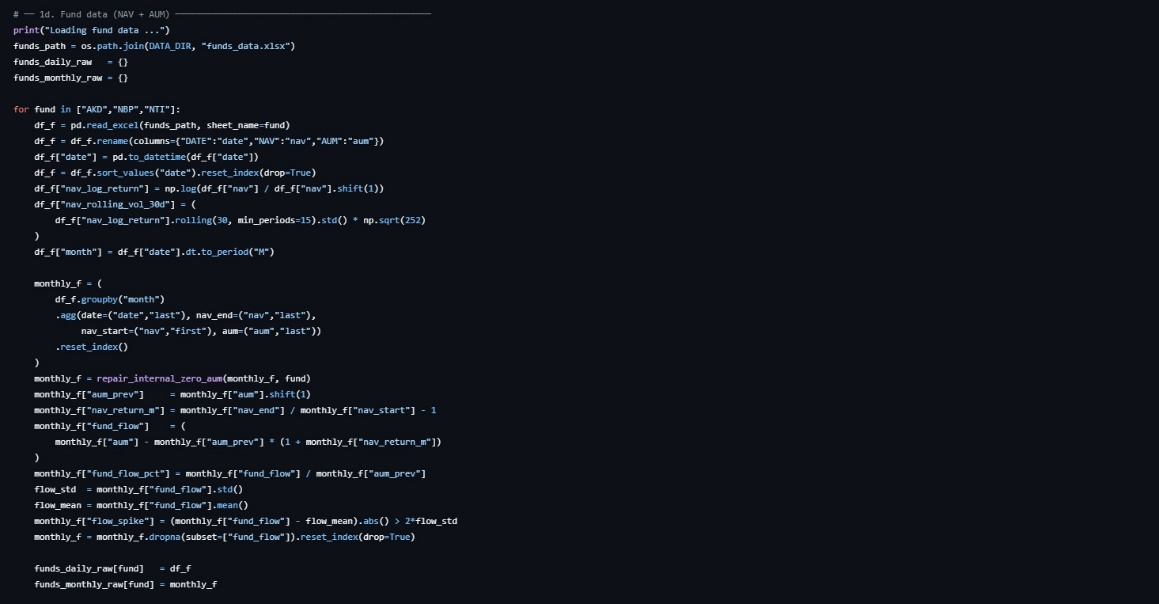 # ── 1d. Fund data (NAV + AUM) ────────────────────────────────────────────────
print("Loading fund data ...")
funds_path = os.path.join(DATA_DIR, "funds_data.xlsx")
funds_daily_raw   = {}
funds_monthly_raw = {}

for fund in ["AKD","NBP","NTI"]:
    df_f = pd.read_excel(funds_path, sheet_name=fund)
    df_f = df_f.rename(columns={"DATE":"date","NAV":"nav","AUM":"aum"})
    df_f["date"] = pd.to_datetime(df_f["date"])
    df_f = df_f.sort_values("date").reset_index(drop=True)
    df_f["nav_log_return"] = np.log(df_f["nav"] / df_f["nav"].shift(1))
    df_f["nav_rolling_vol_30d"] = (
        df_f["nav_log_return"].rolling(30, min_periods=15).std() * np.sqrt(252)
    )
    df_f["month"] = df_f["date"].dt.to_period("M")

    monthly_f = (
        df_f.groupby("month")
        .agg(date=("date","last"), nav_end=("nav","last"),
             nav_start=("nav","first"), aum=("aum","last"))
        .reset_index()
    )
    monthly_f = repair_internal_zero_aum(monthly_f, fund)
    monthly_f["aum_prev"]     = monthly_f["aum"].shift(1)
    monthly_f["nav_return_m"] = monthly_f["nav_end"] / monthly_f["nav_start"] - 1
    monthly_f["fund_flow"]    = (
        monthly_f["aum"] - monthly_f["aum_prev"] * (1 + monthly_f["nav_return_m"])
    )
    monthly_f["fund_flow_pct"] = monthly_f["fund_flow"] / monthly_f["aum_prev"]
    flow_std  = monthly_f["fund_flow"].std()
    flow_mean = monthly_f["fund_flow"].mean()
    monthly_f["flow_spike"] = (monthly_f["fund_flow"] - flow_mean).abs() > 2*flow_std
    monthly_f = monthly_f.dropna(subset=["fund_flow"]).reset_index(drop=True)

    funds_daily_raw[fund]   = df_f
    funds_monthly_raw[fund] = monthly_f